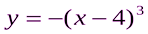 y = −(x − 4)³